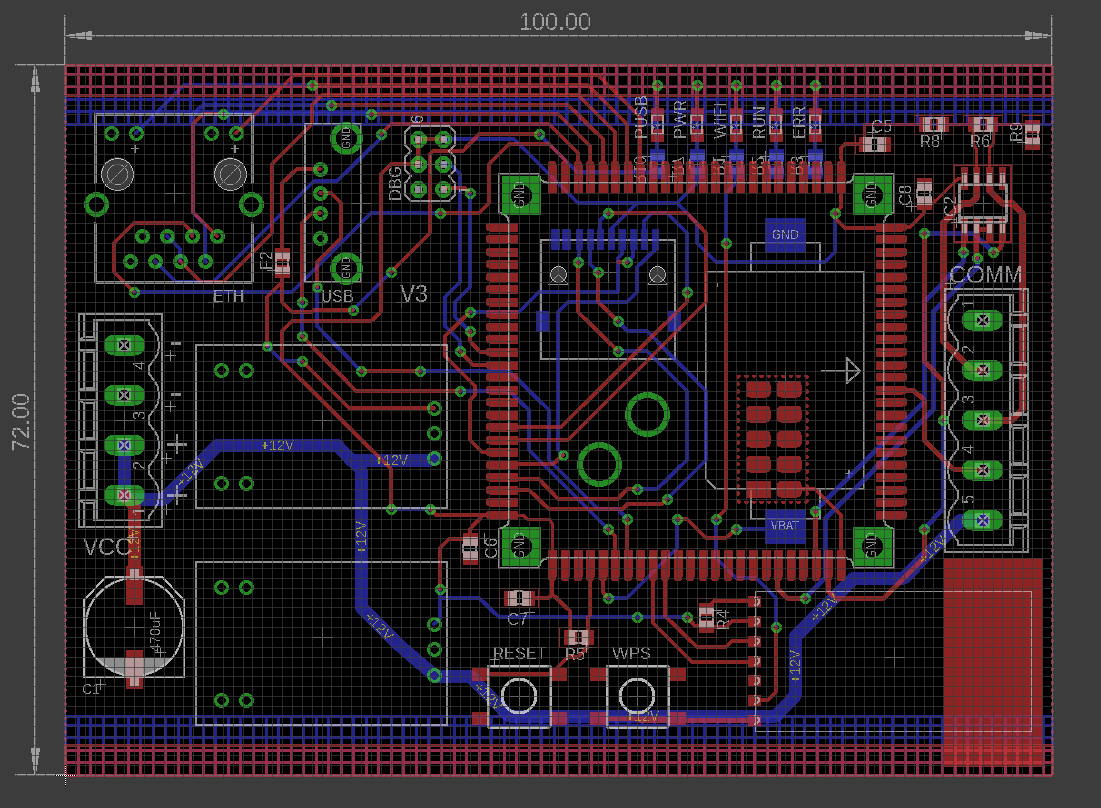 100.00
72.00
PUSB
PWR
WIFI
RUN
ERR
6
DBG
GND
GND
GND
GND
GND
R8
R6
R9
C8
IC2
COMM
1
2
3
4
5
F2
ETH
USB
V3
GND
4
3
2
1
+12V
+12V
+12V
+12V
+12V
+12V
+12V
+12V
+12V
+12V
+12V
VCC
VBAT
GND
GND
C6
C7
R5
R4
470uF
C1
RESET
WPS